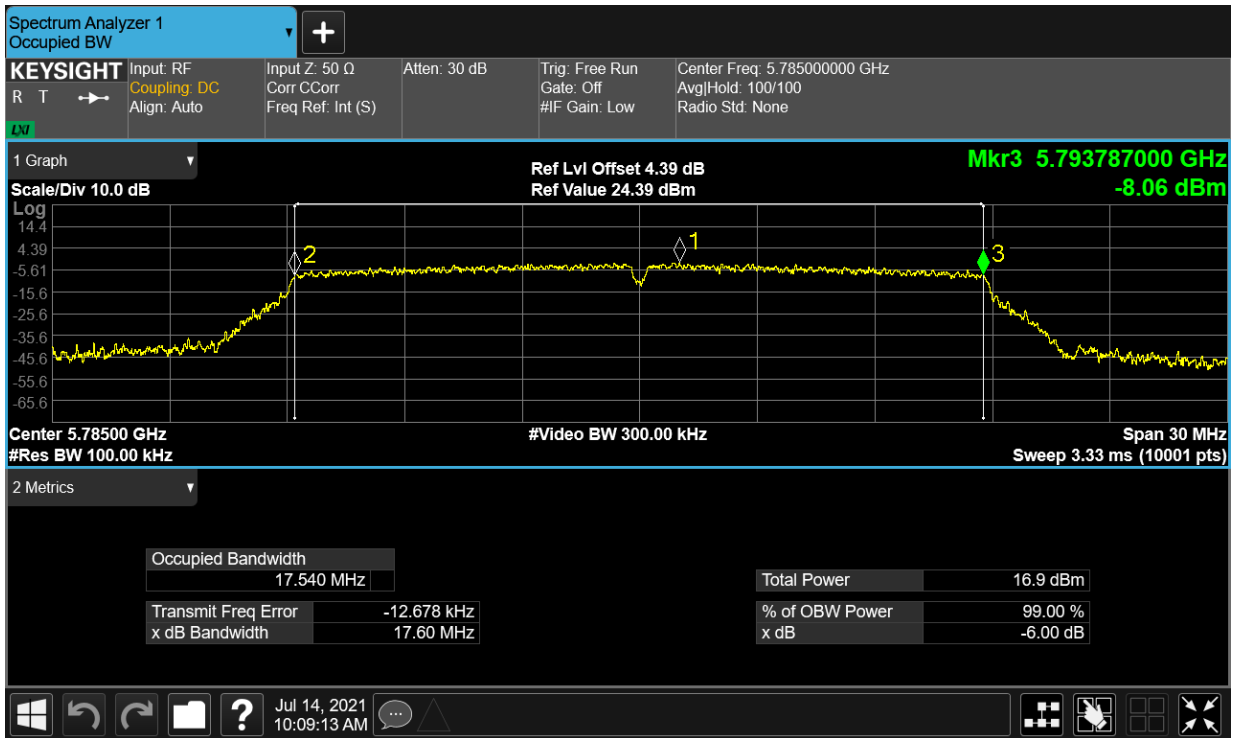 Spectrum Analyzer 1
Occupied BW
▼
+
KEYSIGHT
R T
LXI
Input: RF
Coupling: DC
Align: Auto
Input Z: 50 Ω
Corr CCorr
Freq Ref: Int (S)
Atten: 30 dB
Trig: Free Run
Gate: Off
#IF Gain: Low
Center Freq: 5.785000000 GHz
Avg|Hold: 100/100
Radio Std: None
1 Graph ▼
Scale/Div 10.0 dB
Ref Lvl Offset 4.39 dB
Ref Value 24.39 dBm
Mkr3 5.793787000 GHz
-8.06 dBm
Log
14.4
4.39
-5.61
-15.6
-25.6
-35.6
-45.6
-55.6
-65.6
2
1
3
Center 5.78500 GHz
#Res BW 100.00 kHz
#Video BW 300.00 kHz
Span 30 MHz
Sweep 3.33 ms (10001 pts)
2 Metrics ▼
Occupied Bandwidth
17.540 MHz
Transmit Freq Error -12.678 kHz
x dB Bandwidth 17.60 MHz
Total Power 16.9 dBm
% of OBW Power 99.00 %
x dB -6.00 dB
?
Jul 14, 2021
10:09:13 AM